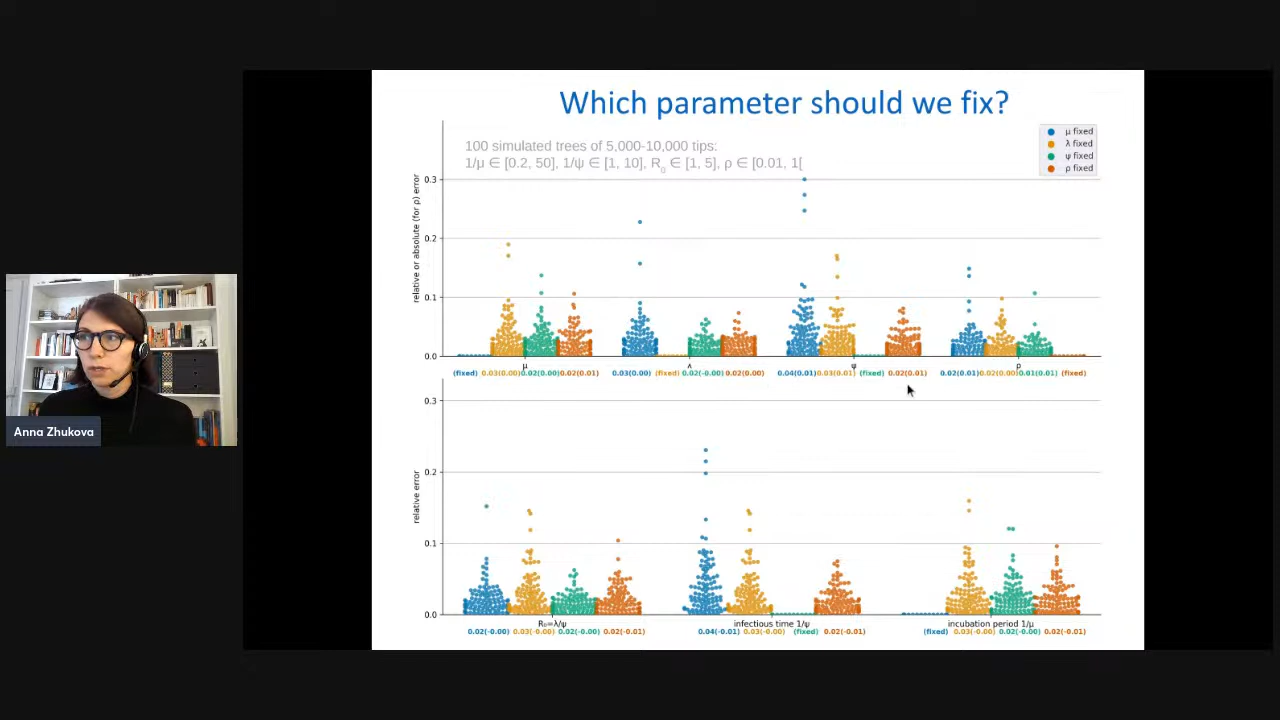 Which parameter should we fix?
100 simulated trees of 5,000-10,000 tips:
1/μ ∈ [0.2, 50], 1/ψ ∈ [1, 10], R₀ ∈ [1, 5], ρ ∈ [0.01, 1[
μ fixed
λ fixed
ψ fixed
ρ fixed
relative or absolute (for ρ) error
0.3
0.2
0.1
0.0
μ λ ψ ρ
(fixed) 0.03(0.00) 0.02(0.00) 0.02(0.01) 0.03(0.00) (fixed) 0.02(-0.00) 0.02(0.00) 0.04(0.01) 0.03(0.01) (fixed) 0.02(0.01) 0.02(0.01) 0.02(0.00) 0.01(0.01) (fixed)
relative error
0.3
0.2
0.1
0.0
R₀=λ/ψ infectious time 1/ψ incubation period 1/μ
0.02(-0.00) 0.03(-0.00) 0.02(-0.00) 0.02(-0.01) 0.04(-0.01) 0.03(-0.00) (fixed) 0.02(-0.01) (fixed) 0.03(-0.00) 0.02(-0.00) 0.02(-0.01)
Anna Zhukova